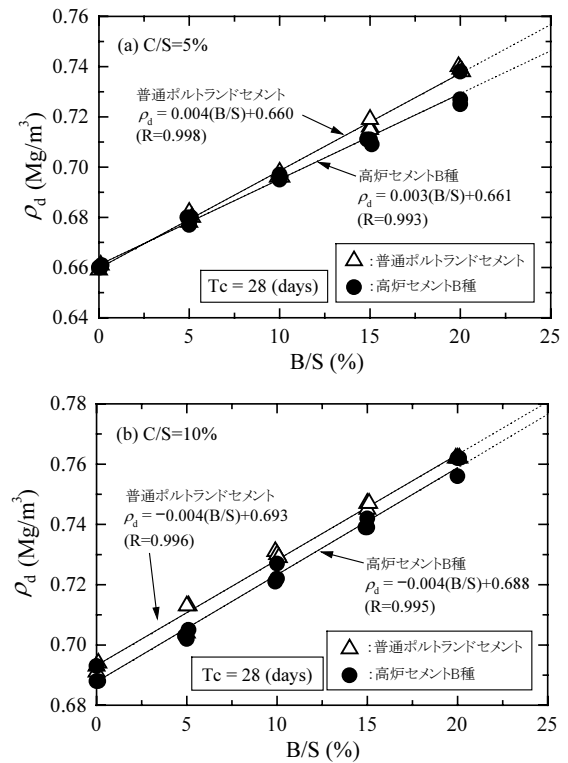 (a) C/S=5%
普通ポルトランドセメント
ρd = 0.004(B/S)+0.660
(R=0.998)
高炉セメントB種
ρd = 0.003(B/S)+0.661
(R=0.993)
△ : 普通ポルトランドセメント
● : 高炉セメントB種
Tc = 28 (days)
0.74
0.72
0.70
0.68
0.66
0.64
ρd (Mg/m³)
0 5 10 15 20 25
B/S (%)
0.78
(b) C/S=10%
普通ポルトランドセメント
ρd = −0.004(B/S)+0.693
(R=0.996)
高炉セメントB種
ρd = −0.004(B/S)+0.688
(R=0.995)
△ : 普通ポルトランドセメント
● : 高炉セメントB種
Tc = 28 (days)
0.76
0.74
0.72
0.70
0.68
ρd (Mg/m³)
0 5 10 15 20 25
B/S (%)